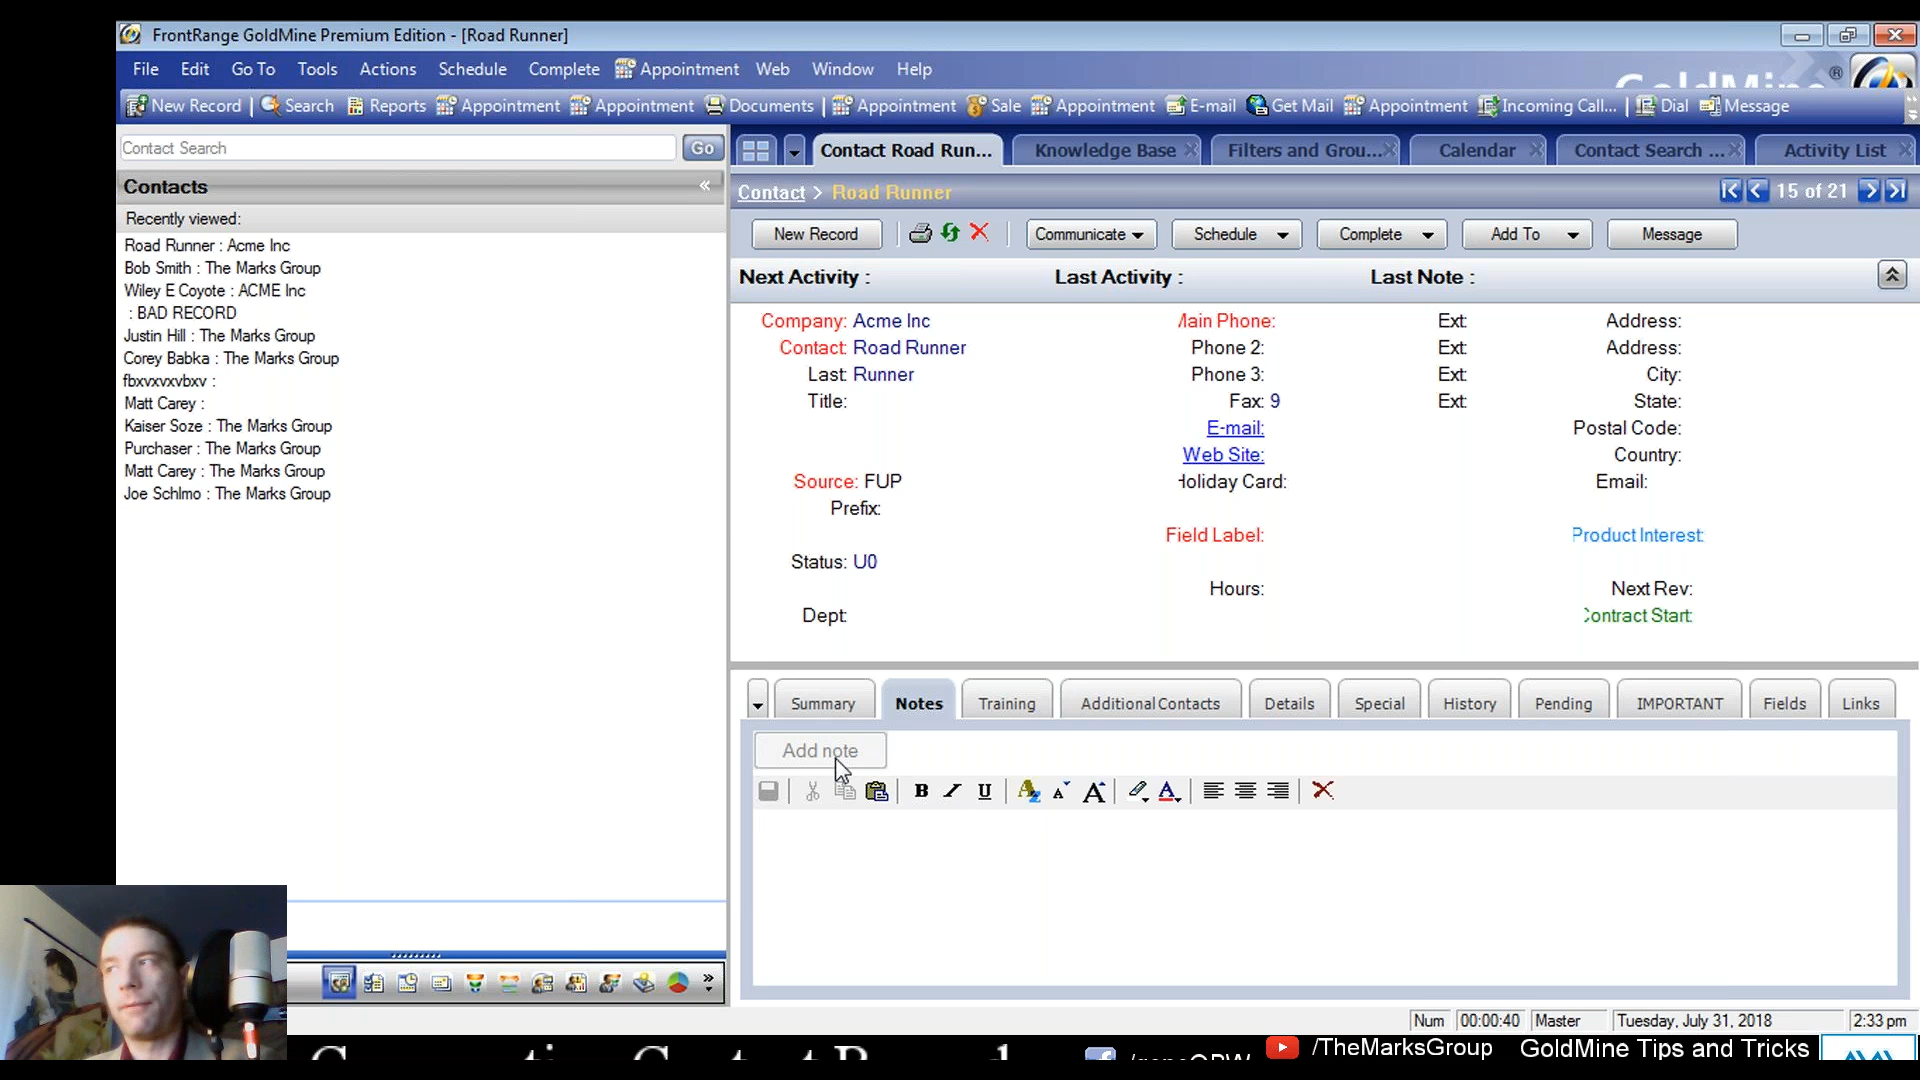 FrontRange GoldMine Premium Edition - [Road Runner]
File Edit Go To Tools Actions Schedule Complete Appointment Web Window Help
GoldMine ®
New Record Search Reports Appointment Appointment Documents Appointment Sale Appointment E-mail Get Mail Appointment Incoming Call... Dial Message
Contact Search Go
Contact Road Run... Knowledge Base Filters and Grou... Calendar Contact Search ... Activity List
Contacts
Contact > Road Runner 15 of 21
Recently viewed:
Road Runner : Acme Inc
Bob Smith : The Marks Group
Wiley E Coyote : ACME Inc
: BAD RECORD
Justin Hill : The Marks Group
Corey Babka : The Marks Group
fbxvxvxvbxv :
Matt Carey :
Kaiser Soze : The Marks Group
Purchaser : The Marks Group
Matt Carey : The Marks Group
Joe Schlmo : The Marks Group
New Record Communicate Schedule Complete Add To Message
Next Activity : Last Activity : Last Note :
Company: Acme Inc Main Phone: Ext: Address:
Contact: Road Runner Phone 2: Ext: Address:
Last: Runner Phone 3: Ext: City:
Title: Fax: 9 Ext: State:
E-mail: Postal Code:
Web Site: Country:
Source: FUP Holiday Card: Email:
Prefix:
Field Label: Product Interest:
Status: U0
Hours: Next Rev:
Dept: Contract Start:
Summary Notes Training Additional Contacts Details Special History Pending IMPORTANT Fields Links
Add note
B I U
Num 00:00:40 Master Tuesday, July 31, 2018 2:33 pm
/TheMarksGroup GoldMine Tips and Tricks